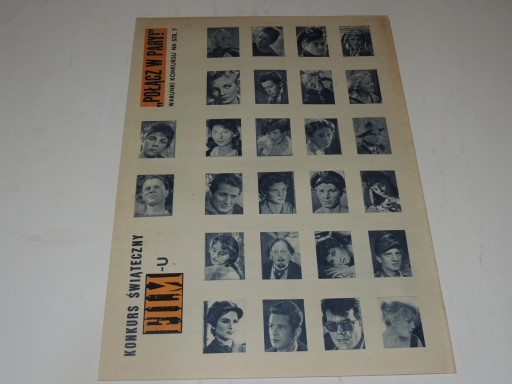 KONKURS ŚWIĄTECZNY
FILM-U
„POŁĄCZ W PARY!"
WARUNKI KONKURSU NA STR. 7